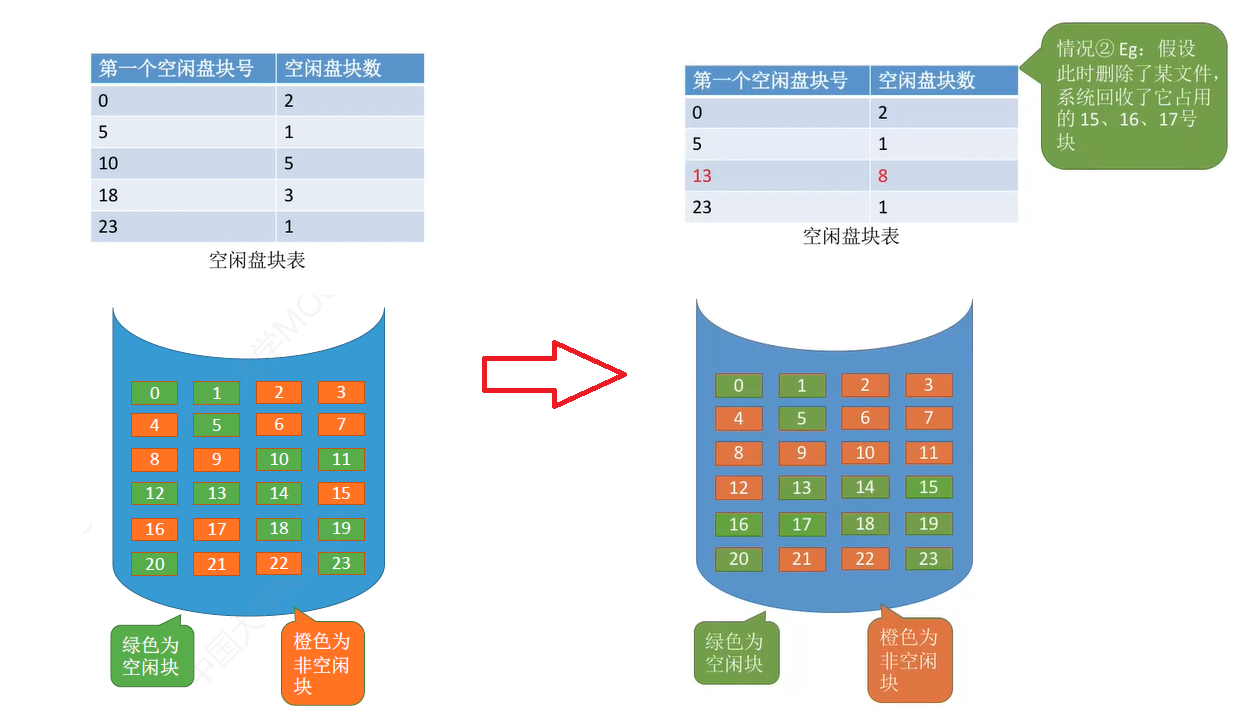 第一个空闲盘块号 空闲盘块数
0 2
5 1
10 5
18 3
23 1
空闲盘块表
0 1 2 3
4 5 6 7
8 9 10 11
12 13 14 15
16 17 18 19
20 21 22 23
绿色为
空闲块
橙色为
非空闲
块
情况② Eg：假设
此时删除了某文件，
系统回收了它占用
的 15、16、17号
块
第一个空闲盘块号 空闲盘块数
0 2
5 1
13 8
23 1
空闲盘块表
0 1 2 3
4 5 6 7
8 9 10 11
12 13 14 15
16 17 18 19
20 21 22 23
绿色为
空闲块
橙色为
非空闲
块